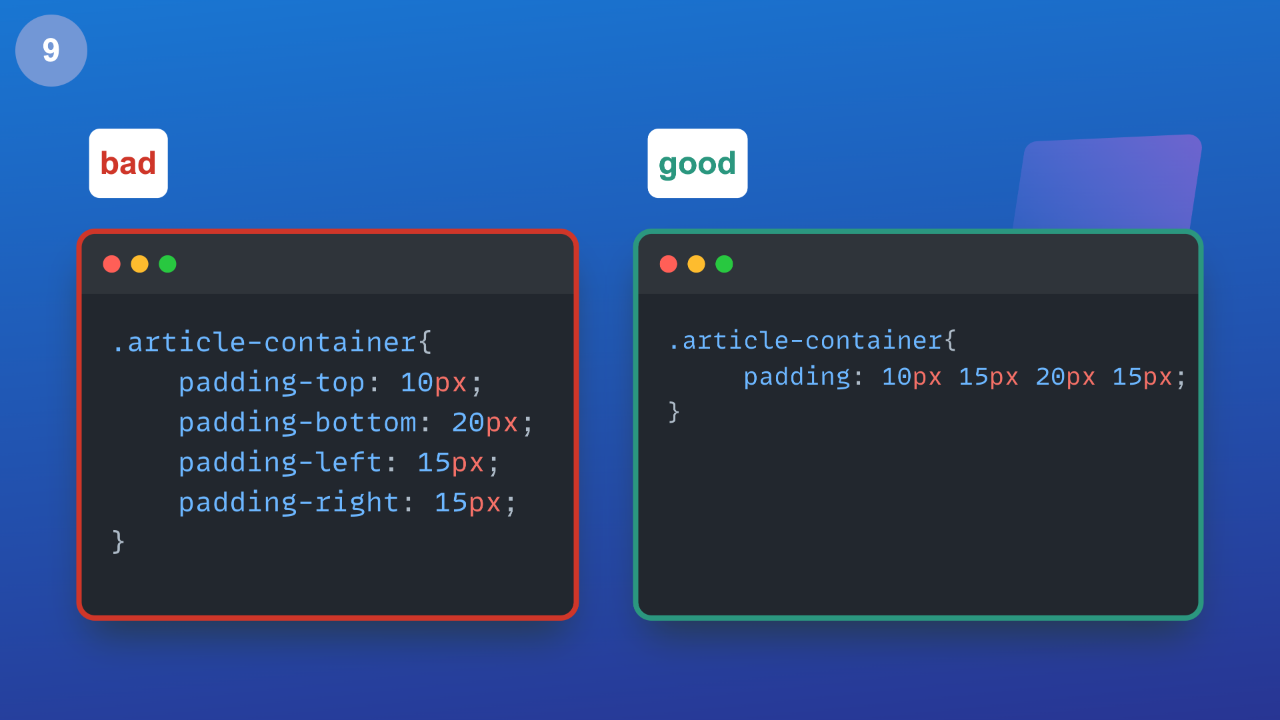 9
bad
good
.article-container{
    padding-top: 10px;
    padding-bottom: 20px;
    padding-left: 15px;
    padding-right: 15px;
}
.article-container{
    padding: 10px 15px 20px 15px;
}